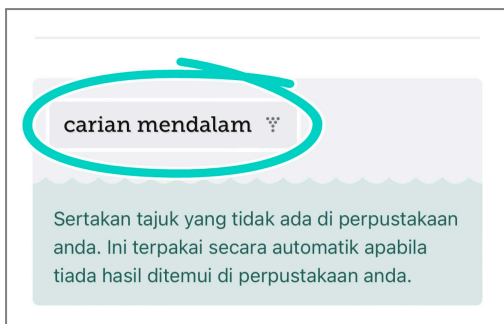 carian mendalam
Sertakan tajuk yang tidak ada di perpustakaan
anda. Ini terpakai secara automatik apabila
tiada hasil ditemui di perpustakaan anda.